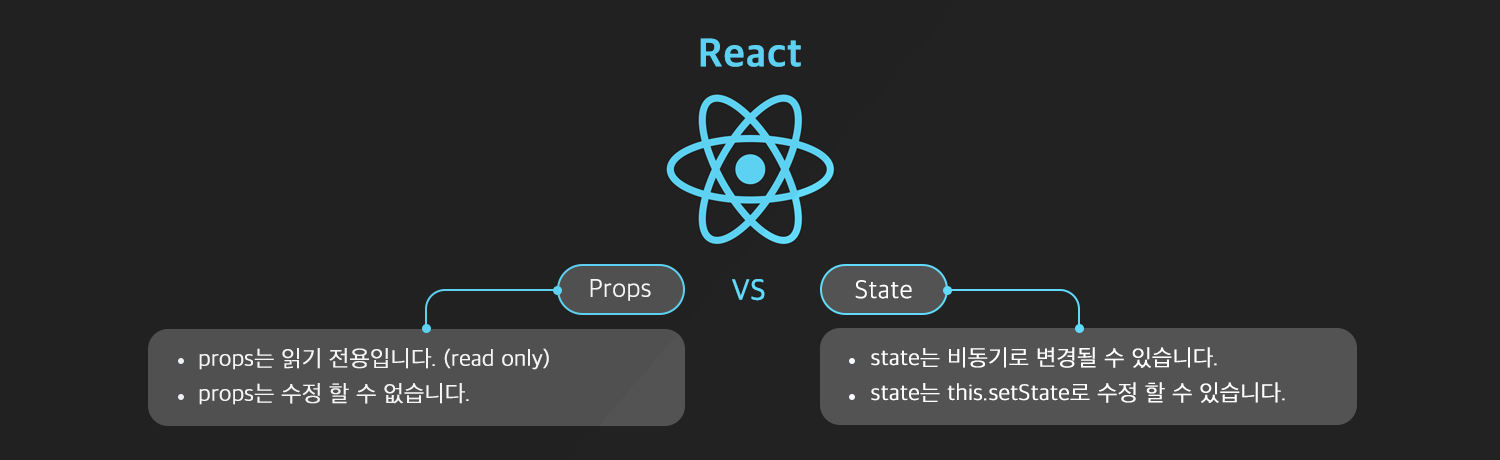 React
Props
VS
State
• props는 읽기 전용입니다. (read only)
• props는 수정 할 수 없습니다.
• state는 비동기로 변경될 수 있습니다.
• state는 this.setState로 수정 할 수 있습니다.